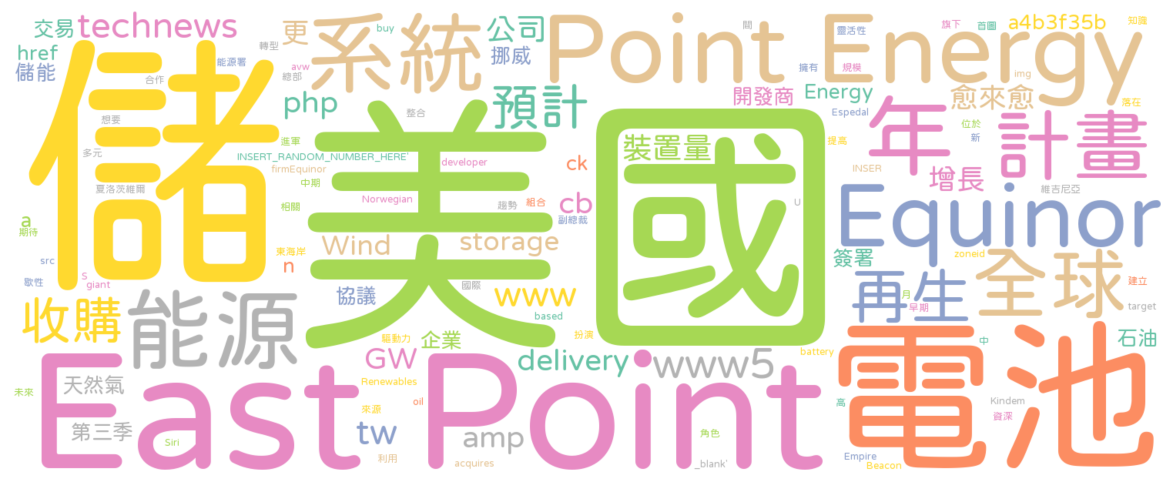 交易 technews 更 系統 Point Energy 公司 buy 關 靈活性 旗下 首圖 a4b3f35b 知識
href 轉型 挪威
儲能 能源署 avw 總部 合作 擁有 規模 img
儲 php 預計 開發商 Energy 愈來愈
想要 整合 Espedal 落在
美 國 裝置量 年 計畫
多元 進軍 位於 新
INSERT_RANDOM_NUMBER_HERE' developer ck 提高
firmEquinor INSER 增長
夏洛茨維爾 中期 維吉尼亞
相關 Norwegian 趨勢 組合 cb U
a 副總裁 Equinor
期待 Wind storage
東海岸 簽署 zoneid
src n
歇性 S giant 協議 國際 www 再生 全球 建立
收購 能源 月 早期 target
based
驅動力 企業 扮演 電池 石油
GW delivery www5 battery 中
天然氣 Renewables
未來 East Point oil 高 Kindem
來源 資深
第三季 tw amp
Siri 角色
利用 acquires _blank' Empire
Beacon